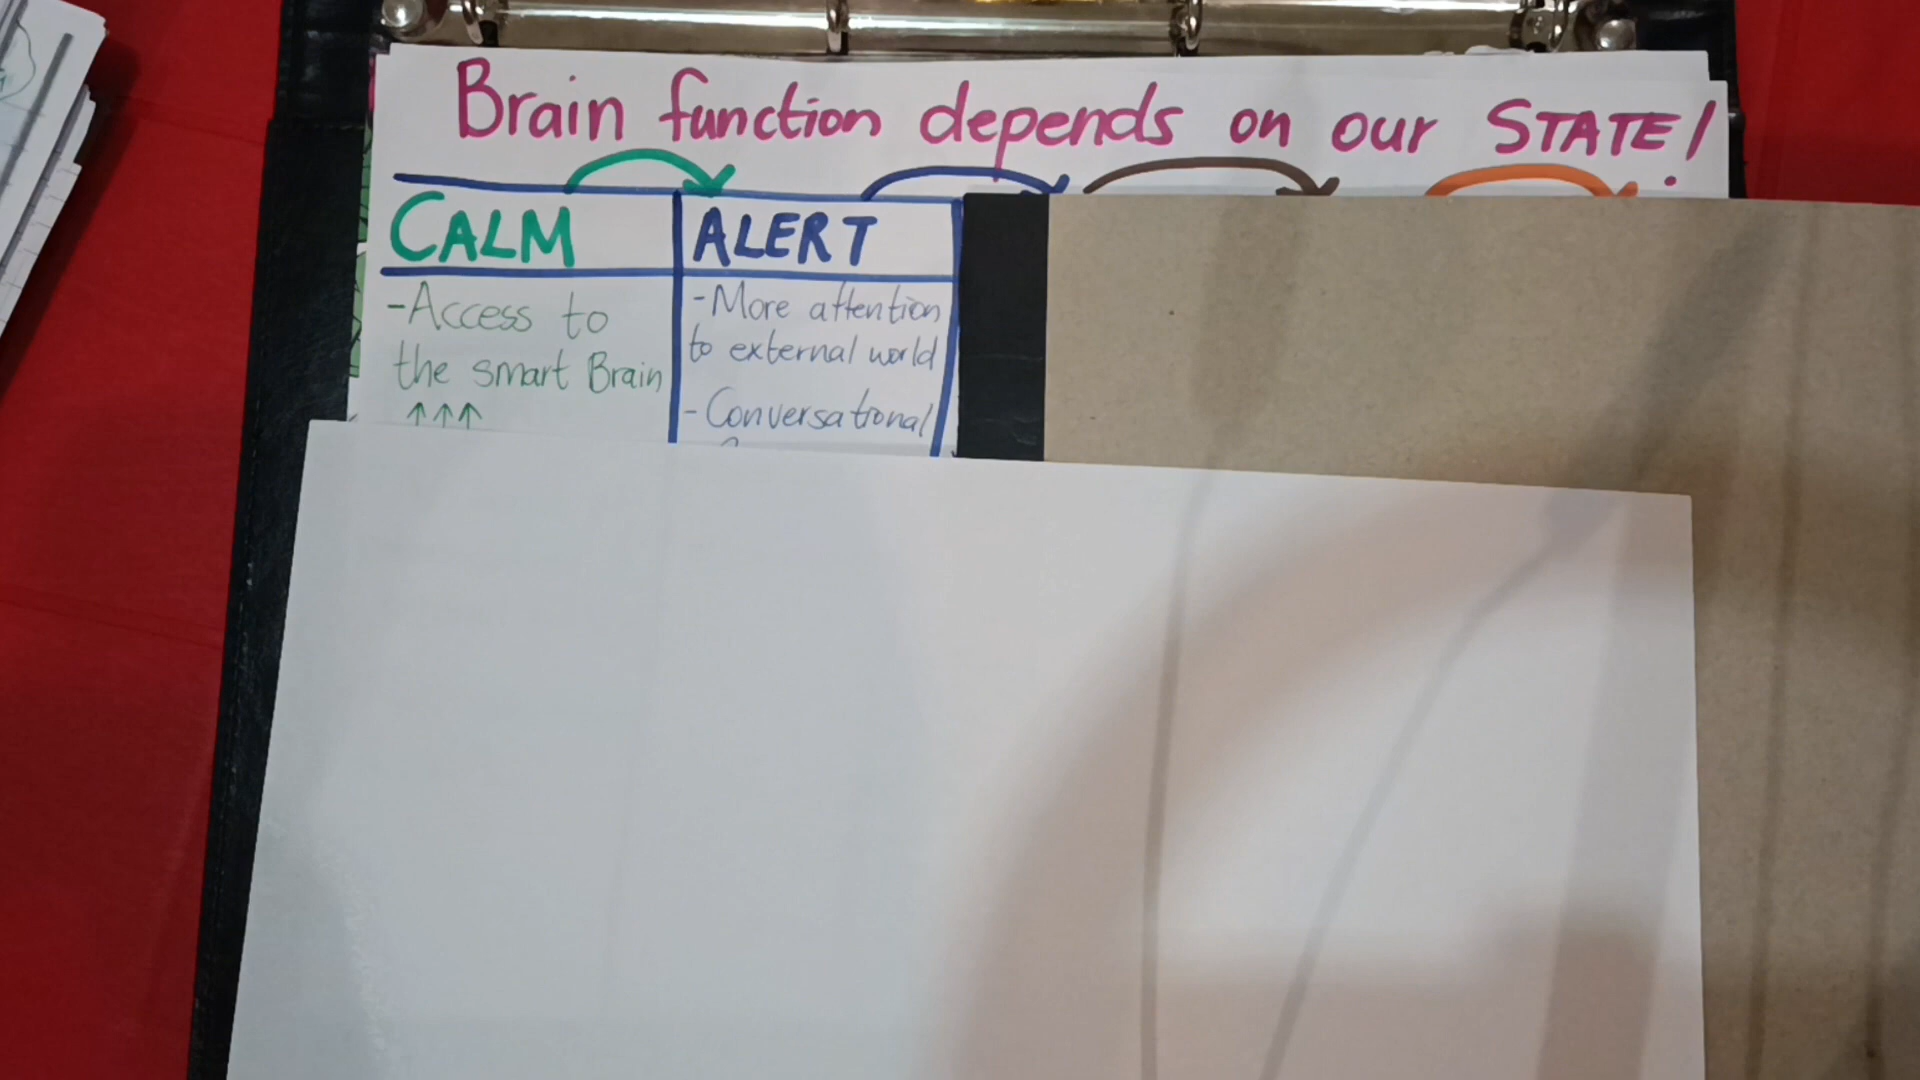 Brain function depends on our STATE!
CALM
ALERT
-Access to
the smart Brain
↑↑↑
-More attention
to external world
-Conversational